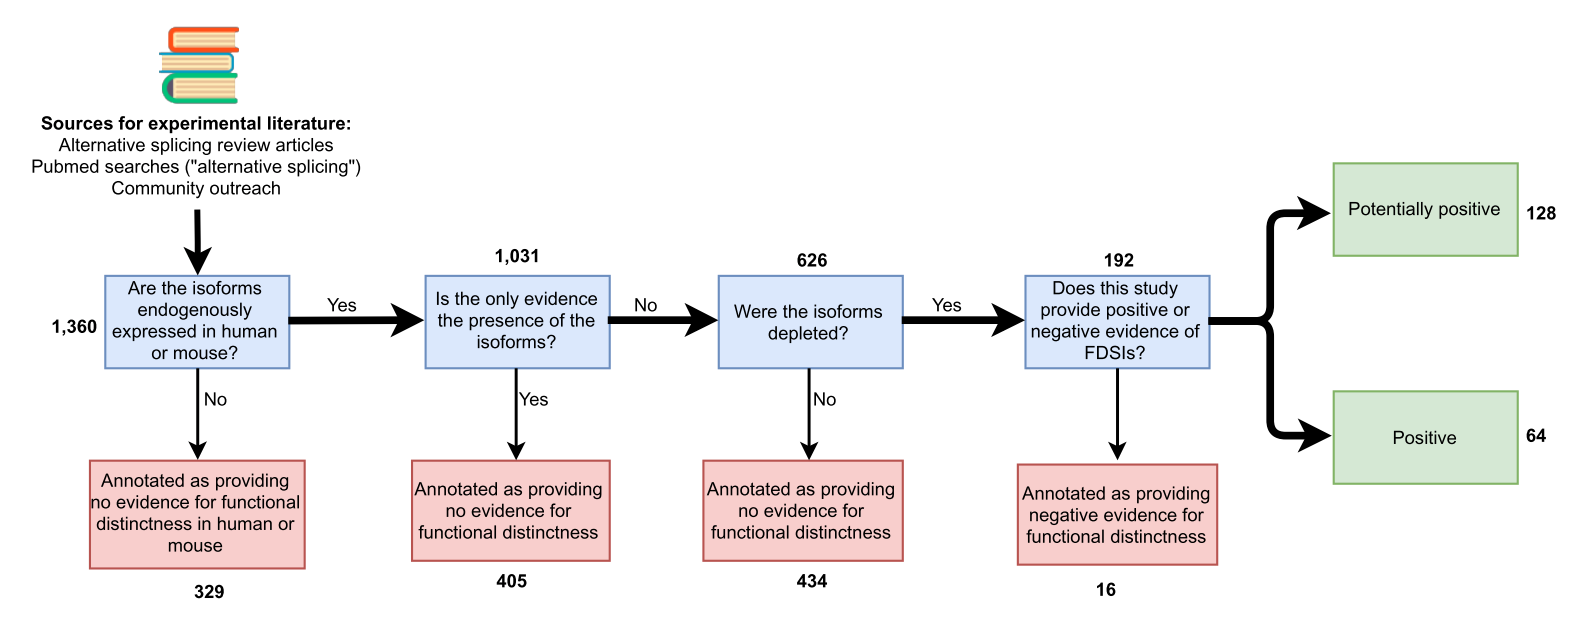 Sources for experimental literature:
Alternative splicing review articles
Pubmed searches ("alternative splicing")
Community outreach
1,360
Are the isoforms
endogenously
expressed in human
or mouse?
Yes
No
Annotated as providing
no evidence for functional
distinctness in human or
mouse
329
1,031
Is the only evidence
the presence of the
isoforms?
No
Yes
Annotated as providing
no evidence for
functional distinctness
405
626
Were the isoforms
depleted?
Yes
No
Annotated as providing
no evidence for
functional distinctness
434
192
Does this study
provide positive or
negative evidence of
FDSIs?
Annotated as providing
negative evidence for
functional distinctness
16
Potentially positive
128
Positive
64